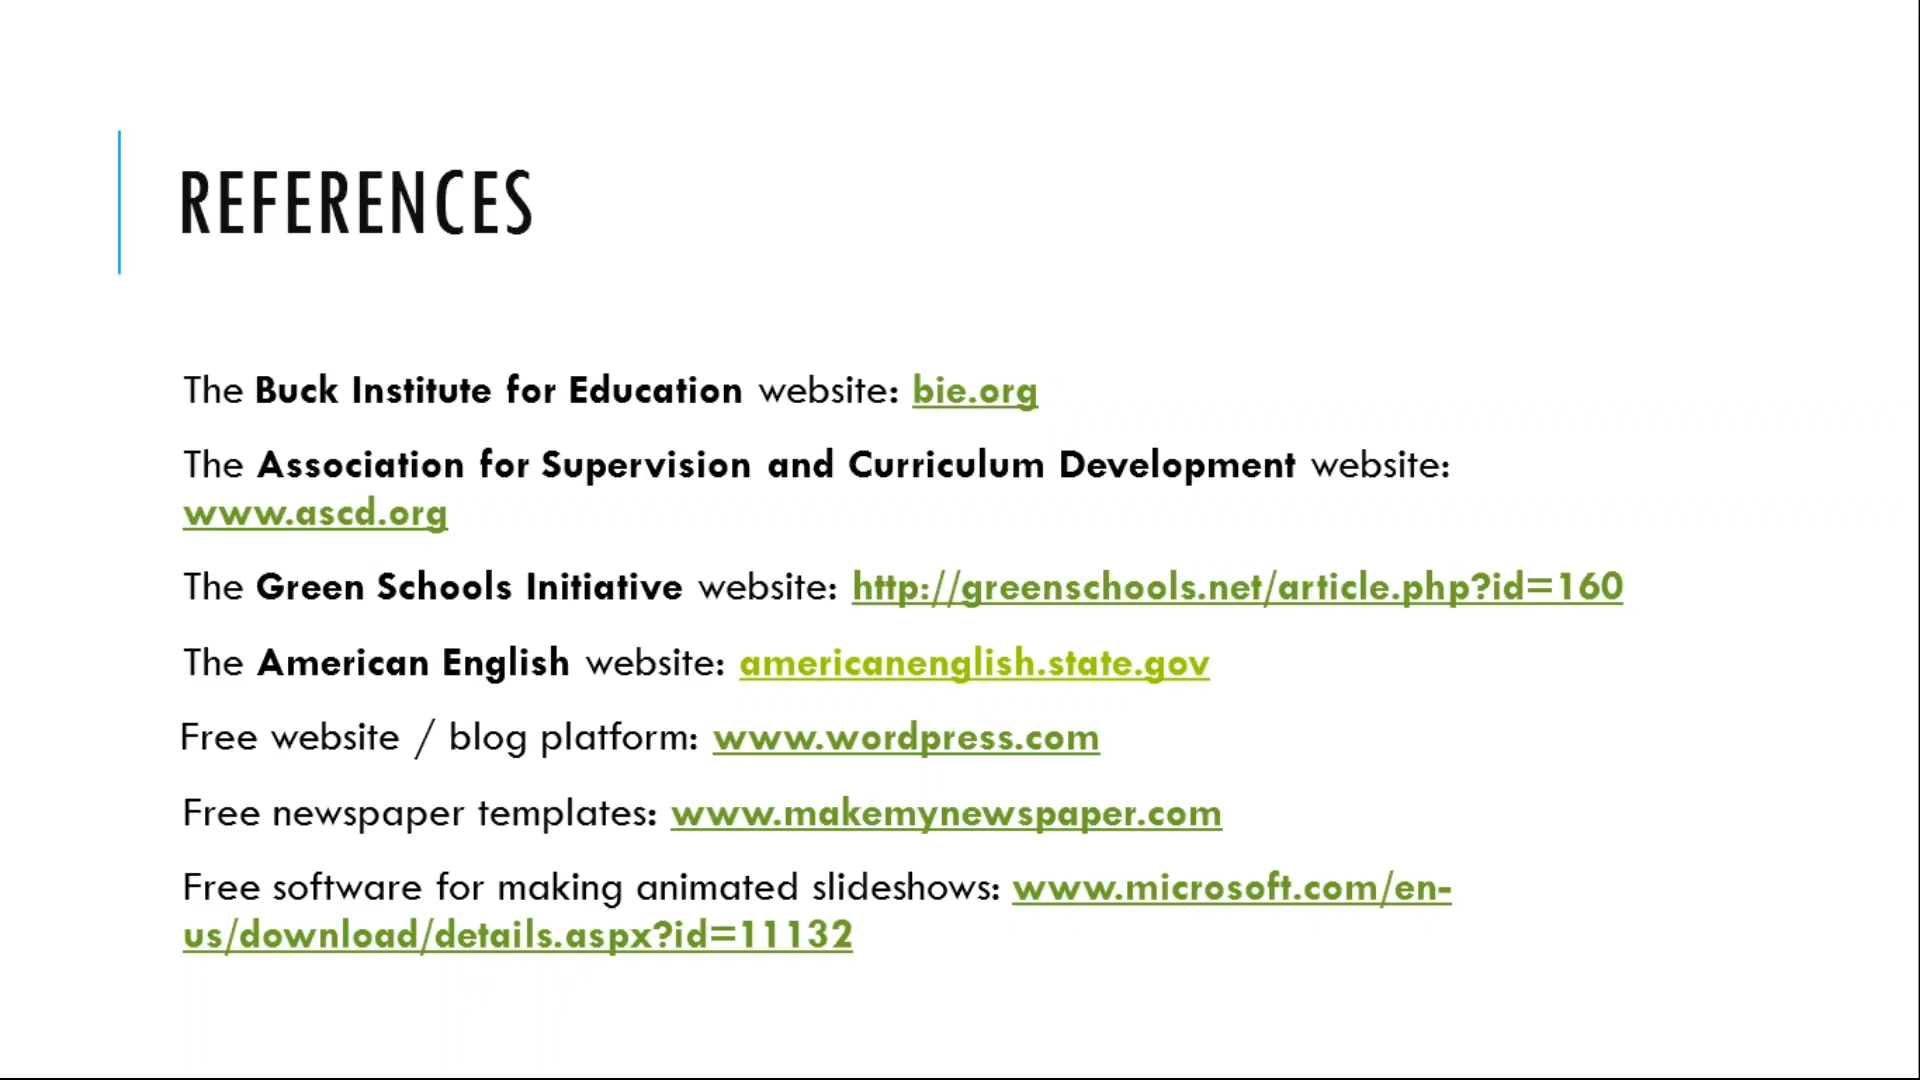 REFERENCES
The Buck Institute for Education website: bie.org
The Association for Supervision and Curriculum Development website:
www.ascd.org
The Green Schools Initiative website: http://greenschools.net/article.php?id=160
The American English website: americanenglish.state.gov
Free website / blog platform: www.wordpress.com
Free newspaper templates: www.makemynewspaper.com
Free software for making animated slideshows: www.microsoft.com/en-
us/download/details.aspx?id=11132